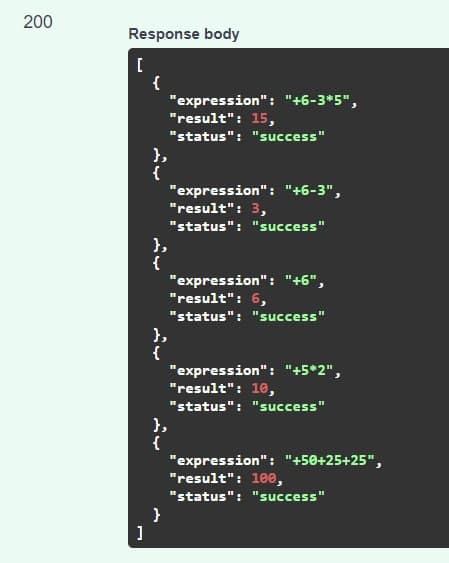 200
Response body
[
  {
    "expression": "+6-3*5",
    "result": 15,
    "status": "success"
  },
  {
    "expression": "+6-3",
    "result": 3,
    "status": "success"
  },
  {
    "expression": "+6",
    "result": 6,
    "status": "success"
  },
  {
    "expression": "+5*2",
    "result": 10,
    "status": "success"
  },
  {
    "expression": "+50+25+25",
    "result": 100,
    "status": "success"
  }
]